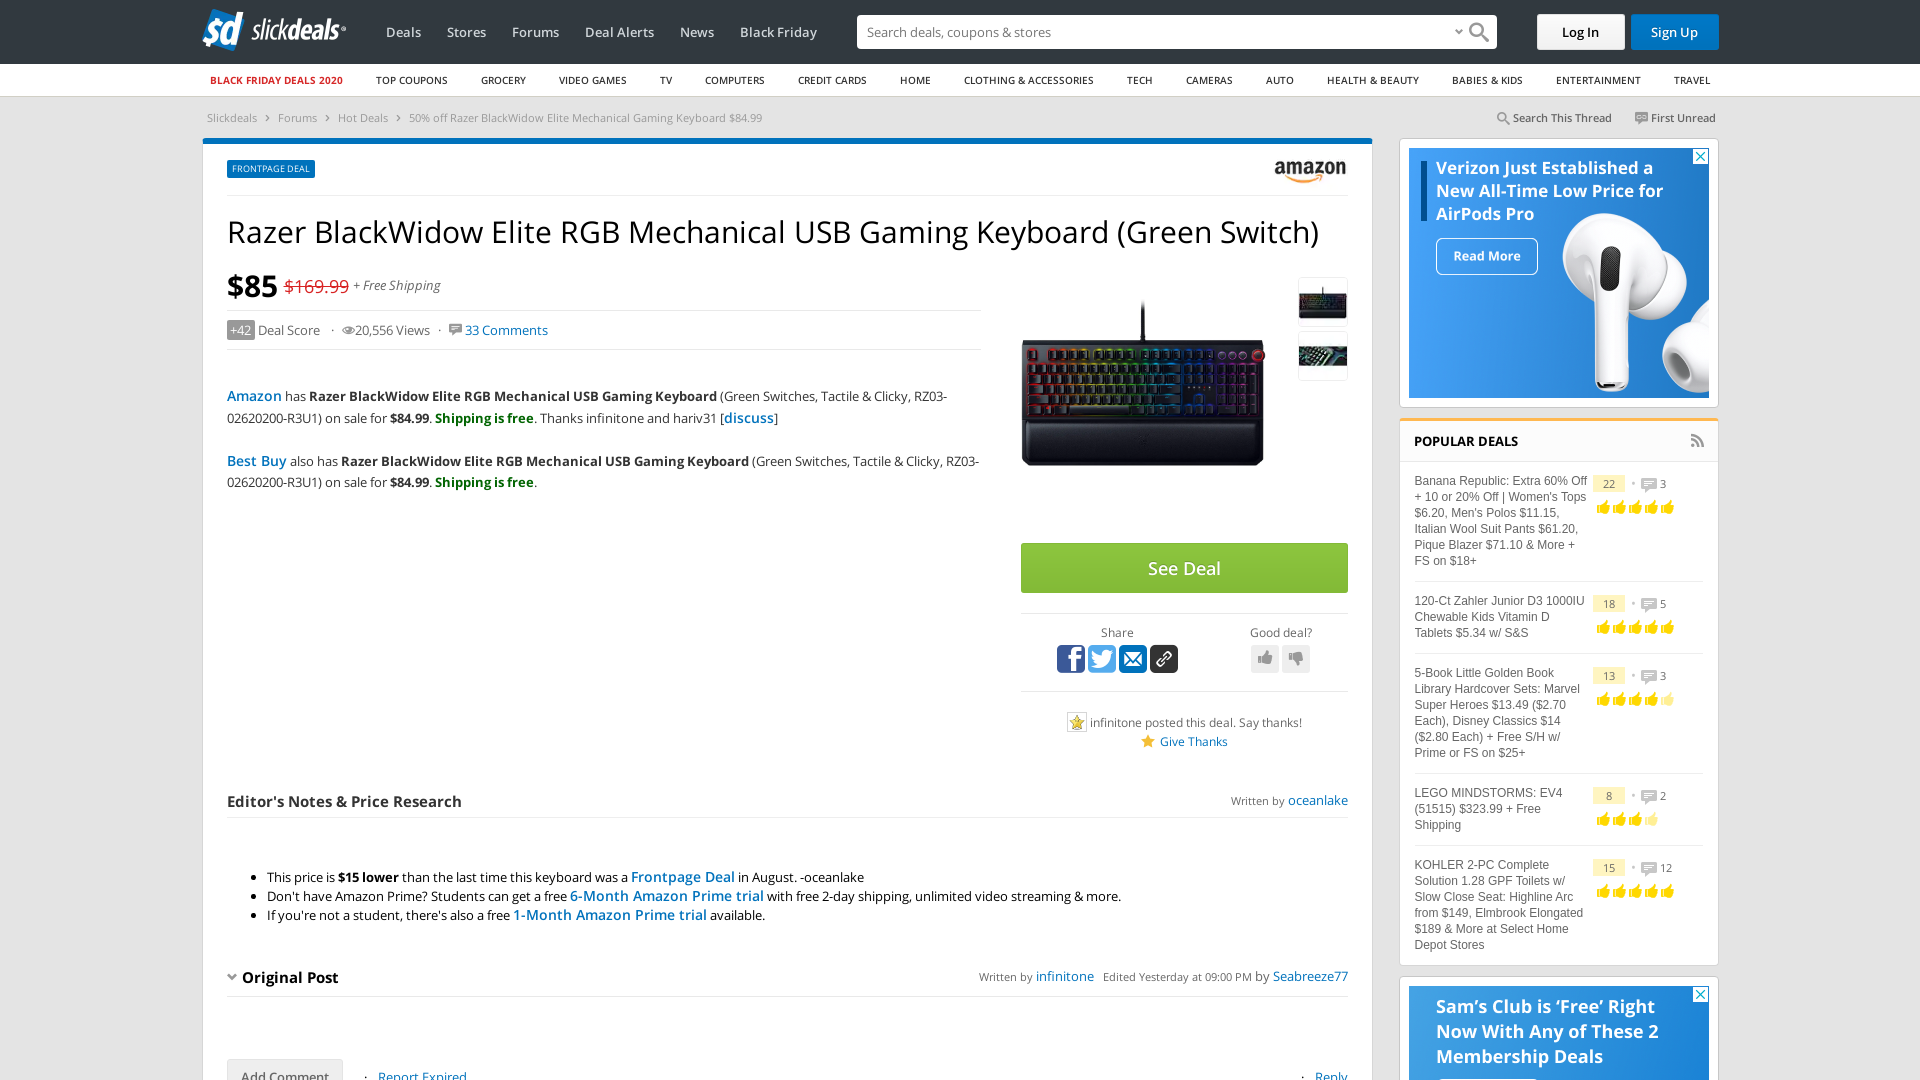 sd slickdeals
Deals
Stores
Forums
Deal Alerts
News
Black Friday
Search deals, coupons & stores
Log In
Sign Up
BLACK FRIDAY DEALS 2020
TOP COUPONS
GROCERY
VIDEO GAMES
TV
COMPUTERS
CREDIT CARDS
HOME
CLOTHING & ACCESSORIES
TECH
CAMERAS
AUTO
HEALTH & BEAUTY
BABIES & KIDS
ENTERTAINMENT
TRAVEL
Slickdeals › Forums › Hot Deals › 50% off Razer BlackWidow Elite Mechanical Gaming Keyboard $84.99
Search This Thread
First Unread
FRONTPAGE DEAL
amazon
Razer BlackWidow Elite RGB Mechanical USB Gaming Keyboard (Green Switch)
$85 $169.99 + Free Shipping
+42 Deal Score · 20,556 Views · 33 Comments
Amazon has Razer BlackWidow Elite RGB Mechanical USB Gaming Keyboard (Green Switches, Tactile & Clicky, RZ03-
02620200-R3U1) on sale for $84.99. Shipping is free. Thanks infinitone and hariv31 [discuss]
Best Buy also has Razer BlackWidow Elite RGB Mechanical USB Gaming Keyboard (Green Switches, Tactile & Clicky, RZ03-
02620200-R3U1) on sale for $84.99. Shipping is free.
See Deal
Share
Good deal?
infinitone posted this deal. Say thanks!
Give Thanks
Editor's Notes & Price Research
Written by oceanlake
• This price is $15 lower than the last time this keyboard was a Frontpage Deal in August. -oceanlake
• Don't have Amazon Prime? Students can get a free 6-Month Amazon Prime trial with free 2-day shipping, unlimited video streaming & more.
• If you're not a student, there's also a free 1-Month Amazon Prime trial available.
Original Post
Written by infinitone Edited Yesterday at 09:00 PM by Seabreeze77
Add Comment
· Report Expired
· Reply
Verizon Just Established a
New All-Time Low Price for
AirPods Pro
Read More
POPULAR DEALS
Banana Republic: Extra 60% Off
+ 10 or 20% Off | Women's Tops
$6.20, Men's Polos $11.15,
Italian Wool Suit Pants $61.20,
Pique Blazer $71.10 & More +
FS on $18+
22 • 3
120-Ct Zahler Junior D3 1000IU
Chewable Kids Vitamin D
Tablets $5.34 w/ S&S
18 • 5
5-Book Little Golden Book
Library Hardcover Sets: Marvel
Super Heroes $13.49 ($2.70
Each), Disney Classics $14
($2.80 Each) + Free S/H w/
Prime or FS on $25+
13 • 3
LEGO MINDSTORMS: EV4
(51515) $323.99 + Free
Shipping
8 • 2
KOHLER 2-PC Complete
Solution 1.28 GPF Toilets w/
Slow Close Seat: Highline Arc
from $149, Elmbrook Elongated
$189 & More at Select Home
Depot Stores
15 • 12
Sam's Club is 'Free' Right
Now With Any of These 2
Membership Deals